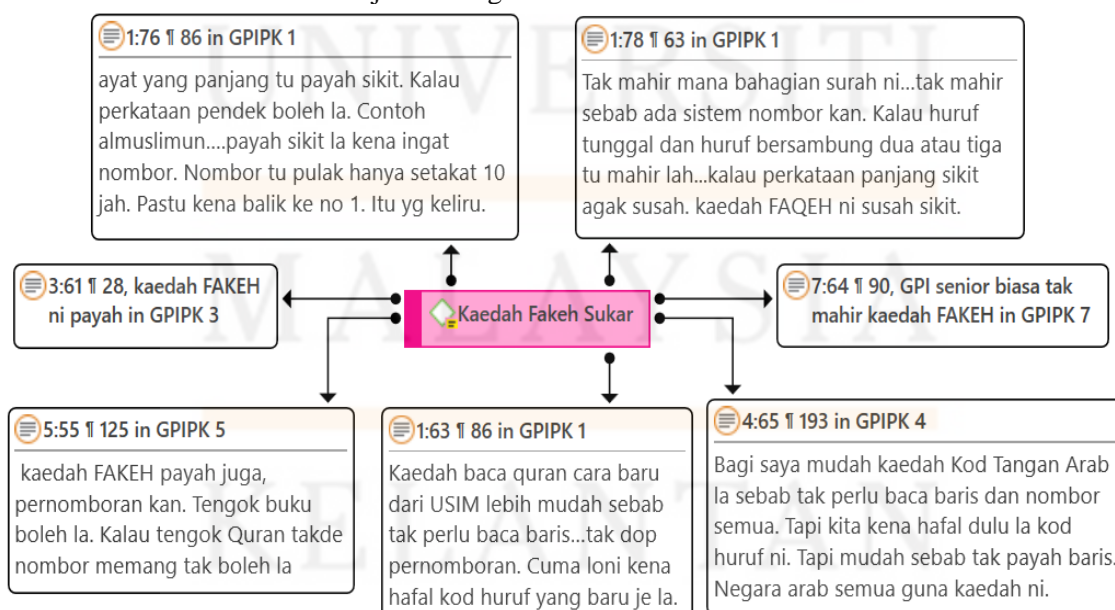 1:76 ¶ 86 in GPIPK 1
ayat yang panjang tu payah sikit. Kalau
perkataan pendek boleh la. Contoh
almuslimun....payah sikit la kena ingat
nombor. Nombor tu pulak hanya setakat 10
jah. Pastu kena balik ke no 1. Itu yg keliru.
1:78 ¶ 63 in GPIPK 1
Tak mahir mana bahagian surah ni...tak mahir
sebab ada sistem nombor kan. Kalau huruf
tunggal dan huruf bersambung dua atau tiga
tu mahir lah...kalau perkataan panjang sikit
agak susah. kaedah FAQEH ni susah sikit.
3:61 ¶ 28, kaedah FAKEH
ni payah in GPIPK 3
Kaedah Fakeh Sukar
7:64 ¶ 90, GPI senior biasa tak
mahir kaedah FAKEH in GPIPK 7
5:55 ¶ 125 in GPIPK 5
kaedah FAKEH payah juga,
pernomboran kan. Tengok buku
boleh la. Kalau tengok Quran takde
nombor memang tak boleh la
1:63 ¶ 86 in GPIPK 1
Kaedah baca quran cara baru
dari USIM lebih mudah sebab
tak perlu baca baris...tak dop
pernomboran. Cuma loni kena
hafal kod huruf yang baru je la.
4:65 ¶ 193 in GPIPK 4
Bagi saya mudah kaedah Kod Tangan Arab
la sebab tak perlu baca baris dan nombor
semua. Tapi kita kena hafal dulu la kod
huruf ni. Tapi mudah sebab tak payah baris.
Negara arab semua guna kaedah ni.
UNIVERSITI
MALAYSIA
KELANTAN